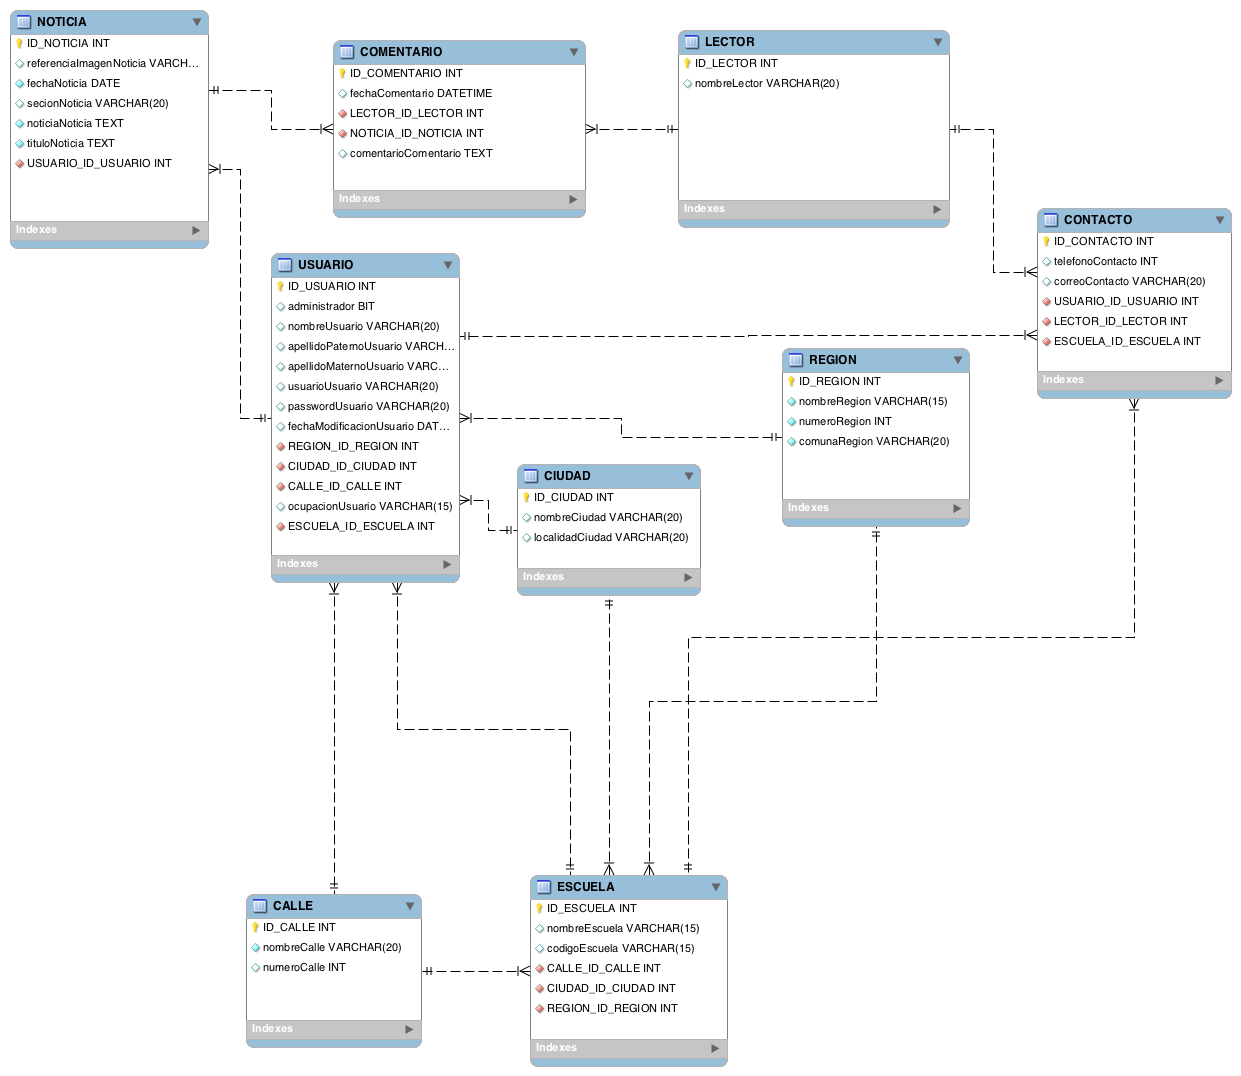 NOTICIA
ID_NOTICIA INT
referenciaImagenNoticia VARCH...
fechaNoticia DATE
secionNoticia VARCHAR(20)
noticiaNoticia TEXT
tituloNoticia TEXT
USUARIO_ID_USUARIO INT
Indexes
COMENTARIO
ID_COMENTARIO INT
fechaComentario DATETIME
LECTOR_ID_LECTOR INT
NOTICIA_ID_NOTICIA INT
comentarioComentario TEXT
Indexes
LECTOR
ID_LECTOR INT
nombreLector VARCHAR(20)
Indexes
CONTACTO
ID_CONTACTO INT
telefonoContacto INT
correoContacto VARCHAR(20)
USUARIO_ID_USUARIO INT
LECTOR_ID_LECTOR INT
ESCUELA_ID_ESCUELA INT
Indexes
USUARIO
ID_USUARIO INT
administrador BIT
nombreUsuario VARCHAR(20)
apellidoPaternoUsuario VARCH...
apellidoMaternoUsuario VARC...
usuarioUsuario VARCHAR(20)
passwordUsuario VARCHAR(20)
fechaModificacionUsuario DAT...
REGION_ID_REGION INT
CIUDAD_ID_CIUDAD INT
CALLE_ID_CALLE INT
ocupacionUsuario VARCHAR(15)
ESCUELA_ID_ESCUELA INT
Indexes
REGION
ID_REGION INT
nombreRegion VARCHAR(15)
numeroRegion INT
comunaRegion VARCHAR(20)
Indexes
CIUDAD
ID_CIUDAD INT
nombreCiudad VARCHAR(20)
localidadCiudad VARCHAR(20)
Indexes
CALLE
ID_CALLE INT
nombreCalle VARCHAR(20)
numeroCalle INT
Indexes
ESCUELA
ID_ESCUELA INT
nombreEscuela VARCHAR(15)
codigoEscuela VARCHAR(15)
CALLE_ID_CALLE INT
CIUDAD_ID_CIUDAD INT
REGION_ID_REGION INT
Indexes